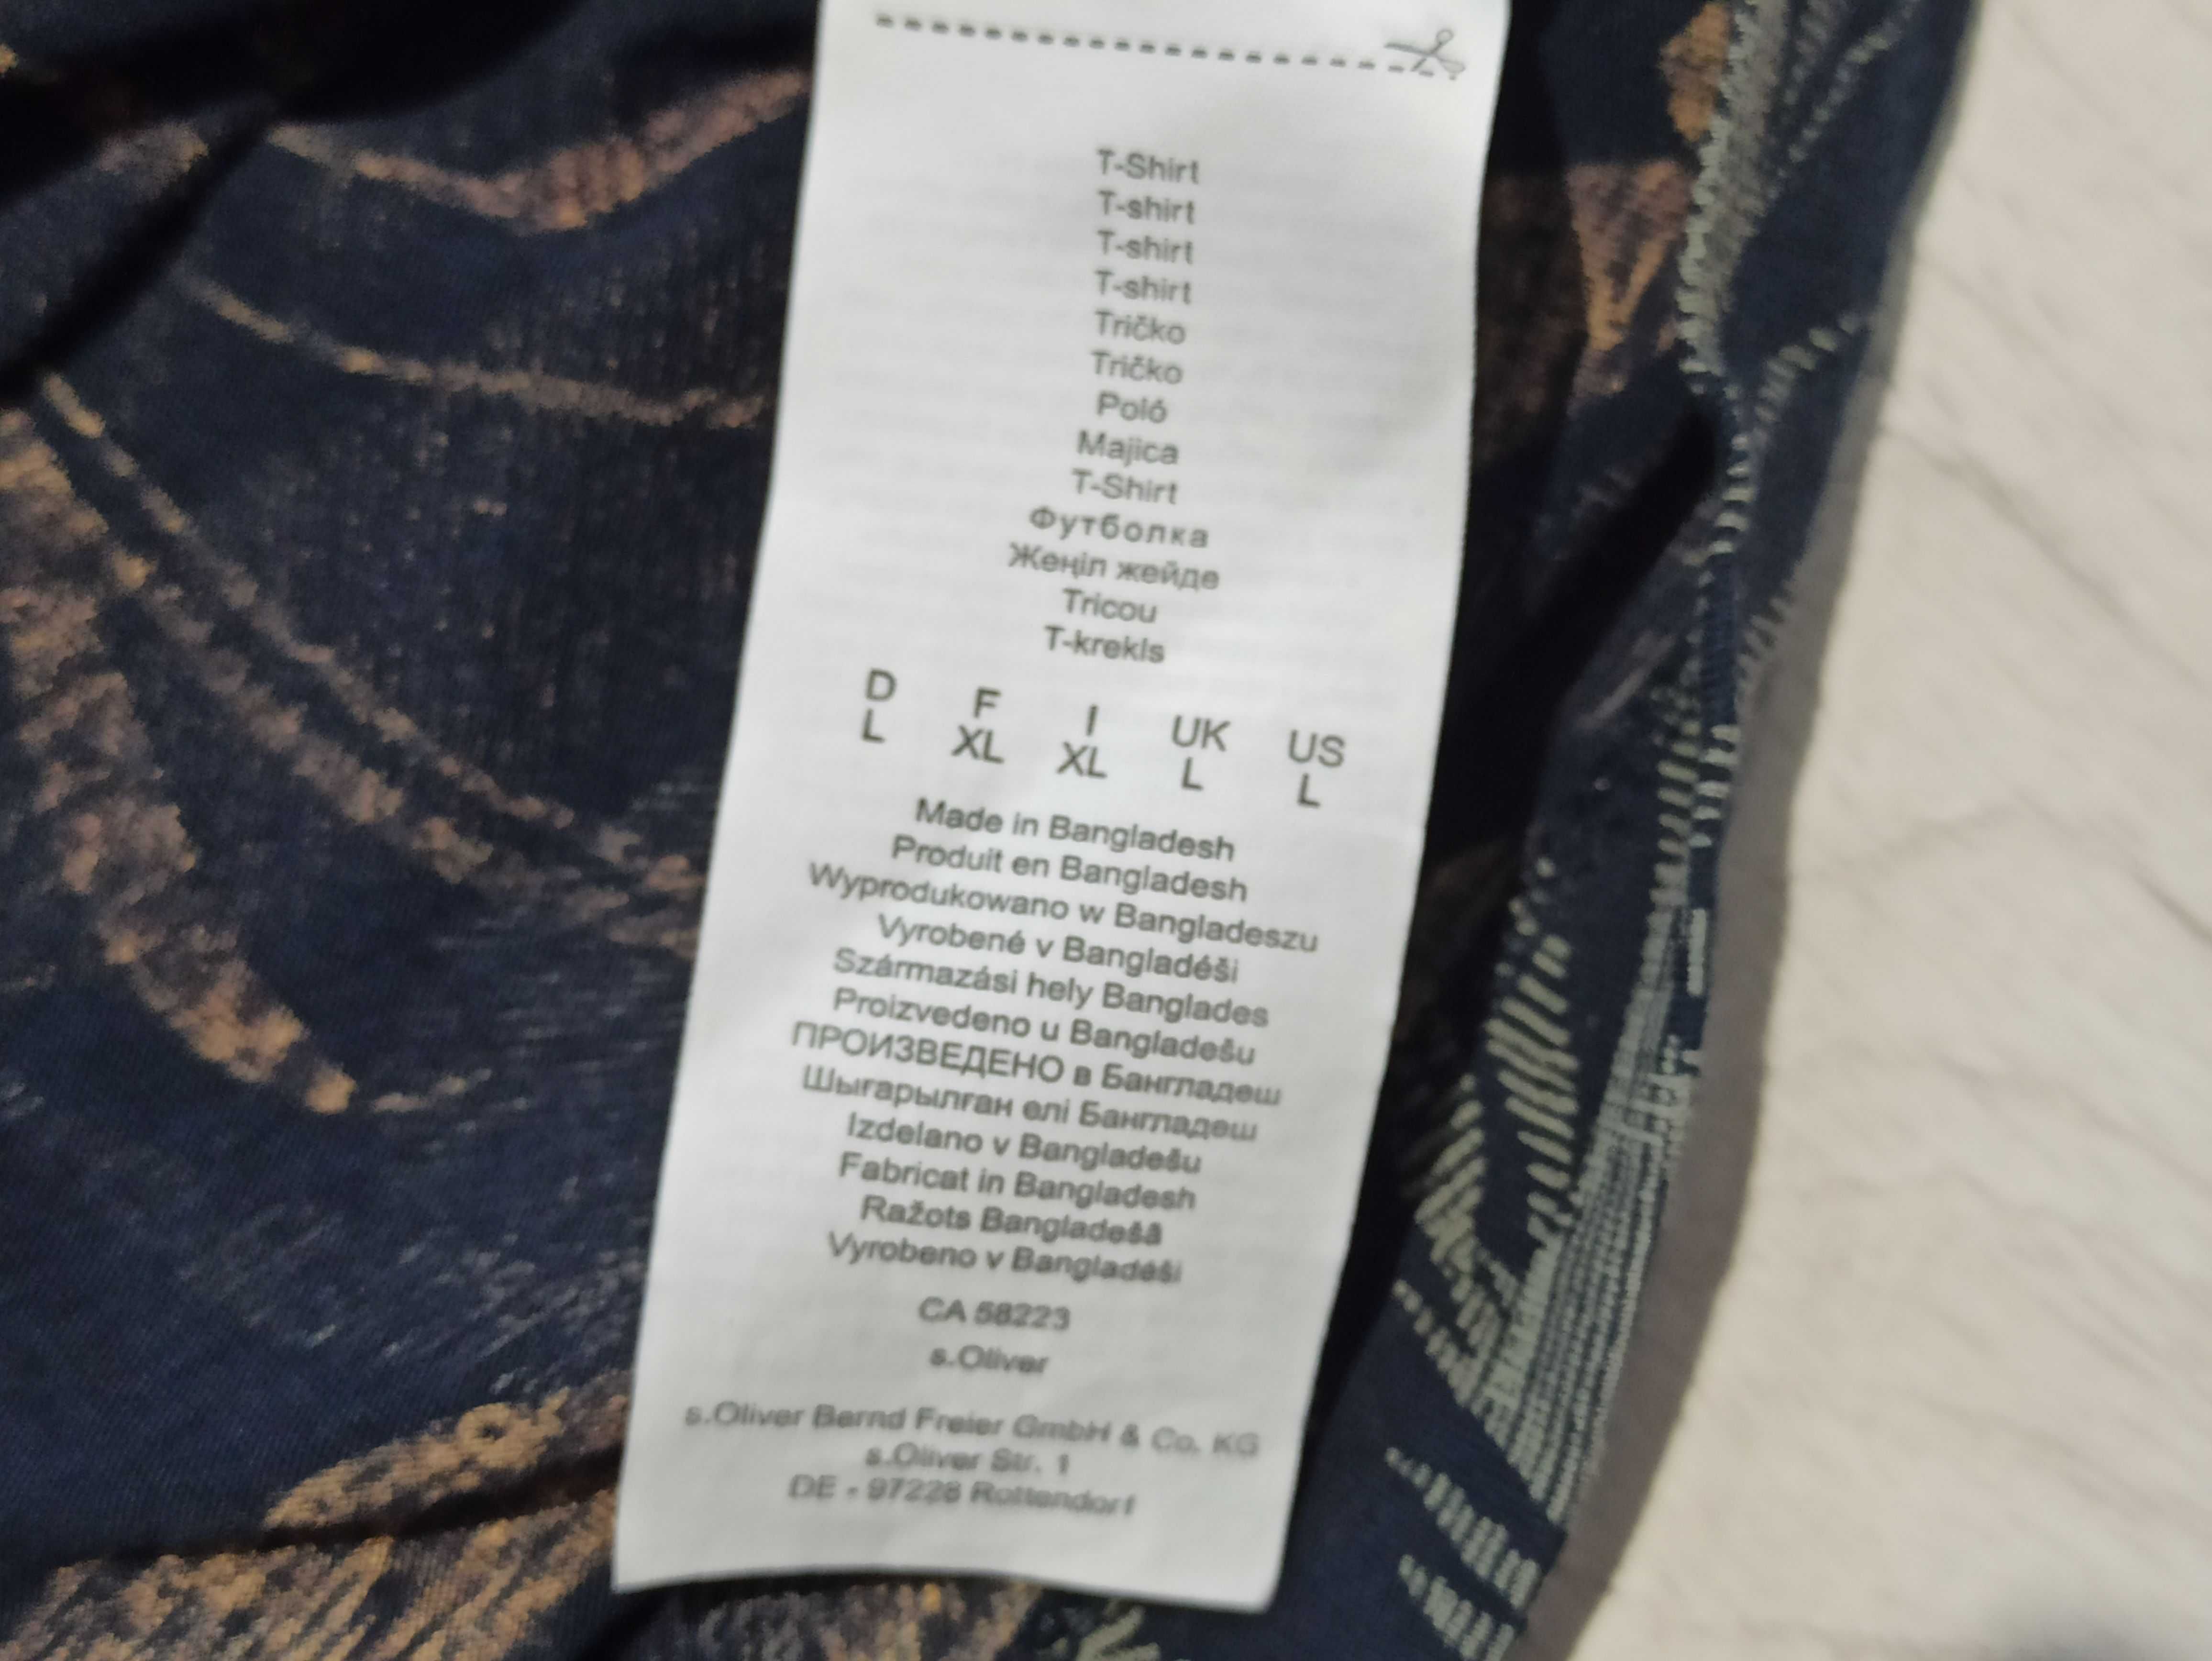 T-Shirt
T-shirt
T-shirt
T-shirt
Tričko
Tričko
Poló
Majica
T-Shirt
Футболка
Жеңіл жейде
Tricou
T-krekls
D F I UK US
L XL XL L L
Made in Bangladesh
Produit en Bangladesh
Wyprodukowano w Bangladeszu
Vyrobené v Bangladéši
Származási hely Banglades
Proizvedeno u Bangladešu
ПРОИЗВЕДЕНО в Бангладеш
Шығарылған елі Бангладеш
Izdelano v Bangladešu
Fabricat in Bangladesh
Ražots Bangladešā
Vyrobeno v Bangladéši
CA 58223
s.Oliver
s.Oliver Bernd Freier GmbH & Co. KG
s.Oliver Str. 1
DE - 97228 Rottendorf